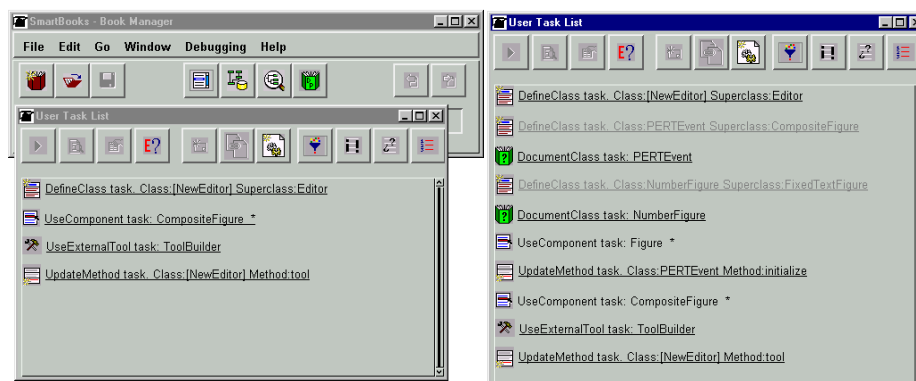 SmartBooks - Book Manager
File Edit Go Window Debugging Help
E?
User Task List
E?
DefineClass task. Class:[NewEditor] Superclass:Editor
UseComponent task: CompositeFigure *
UseExternalTool task: ToolBuilder
UpdateMethod task. Class:[NewEditor] Method:tool
User Task List
E?
DefineClass task. Class:[NewEditor] Superclass:Editor
DefineClass task. Class:PERTEvent Superclass:CompositeFigure
DocumentClass task: PERTEvent
DefineClass task. Class:NumberFigure Superclass:FixedTextFigure
DocumentClass task: NumberFigure
UseComponent task: Figure *
UpdateMethod task. Class:PERTEvent Method:initialize
UseComponent task: CompositeFigure *
UseExternalTool task: ToolBuilder
UpdateMethod task. Class:[NewEditor] Method:tool